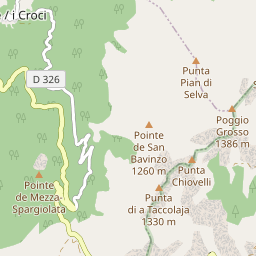 e / i Croci
D 326
Punta
Pian di
Selva
Poggio
Grosso
1386 m
Pointe
de San
Bavinzo
1260 m
Punta
Chiovelli
Pointe
de Mezza
Spargiolata
Punta
di a Taccolaja
1330 m